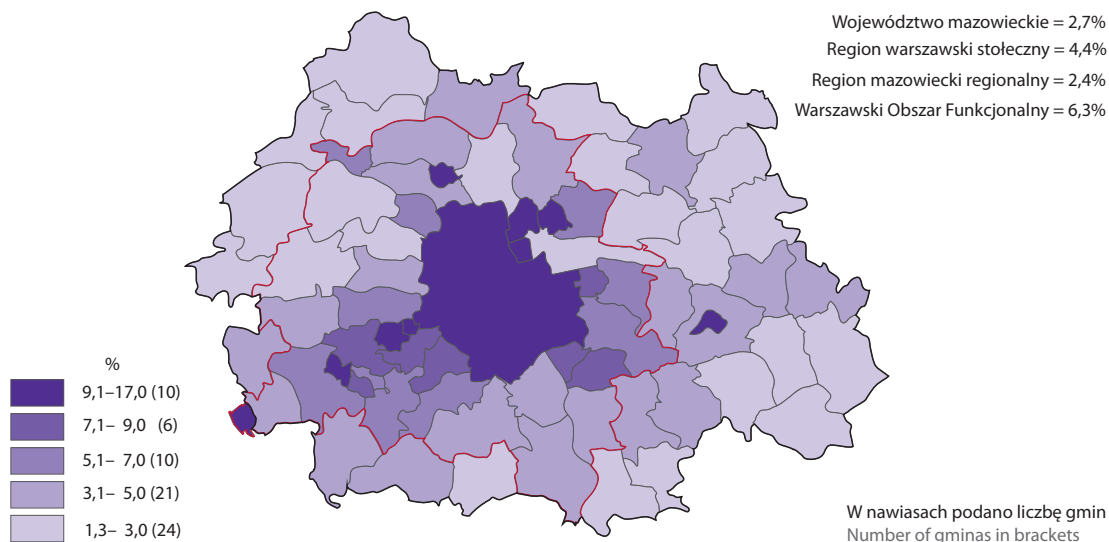 Województwo mazowieckie = 2,7%
Region warszawski stołeczny = 4,4%
Region mazowiecki regionalny = 2,4%
Warszawski Obszar Funkcjonalny = 6,3%
%
9,1–17,0 (10)
7,1– 9,0 (6)
5,1– 7,0 (10)
3,1– 5,0 (21)
1,3– 3,0 (24)
W nawiasach podano liczbę gmin
Number of gminas in brackets